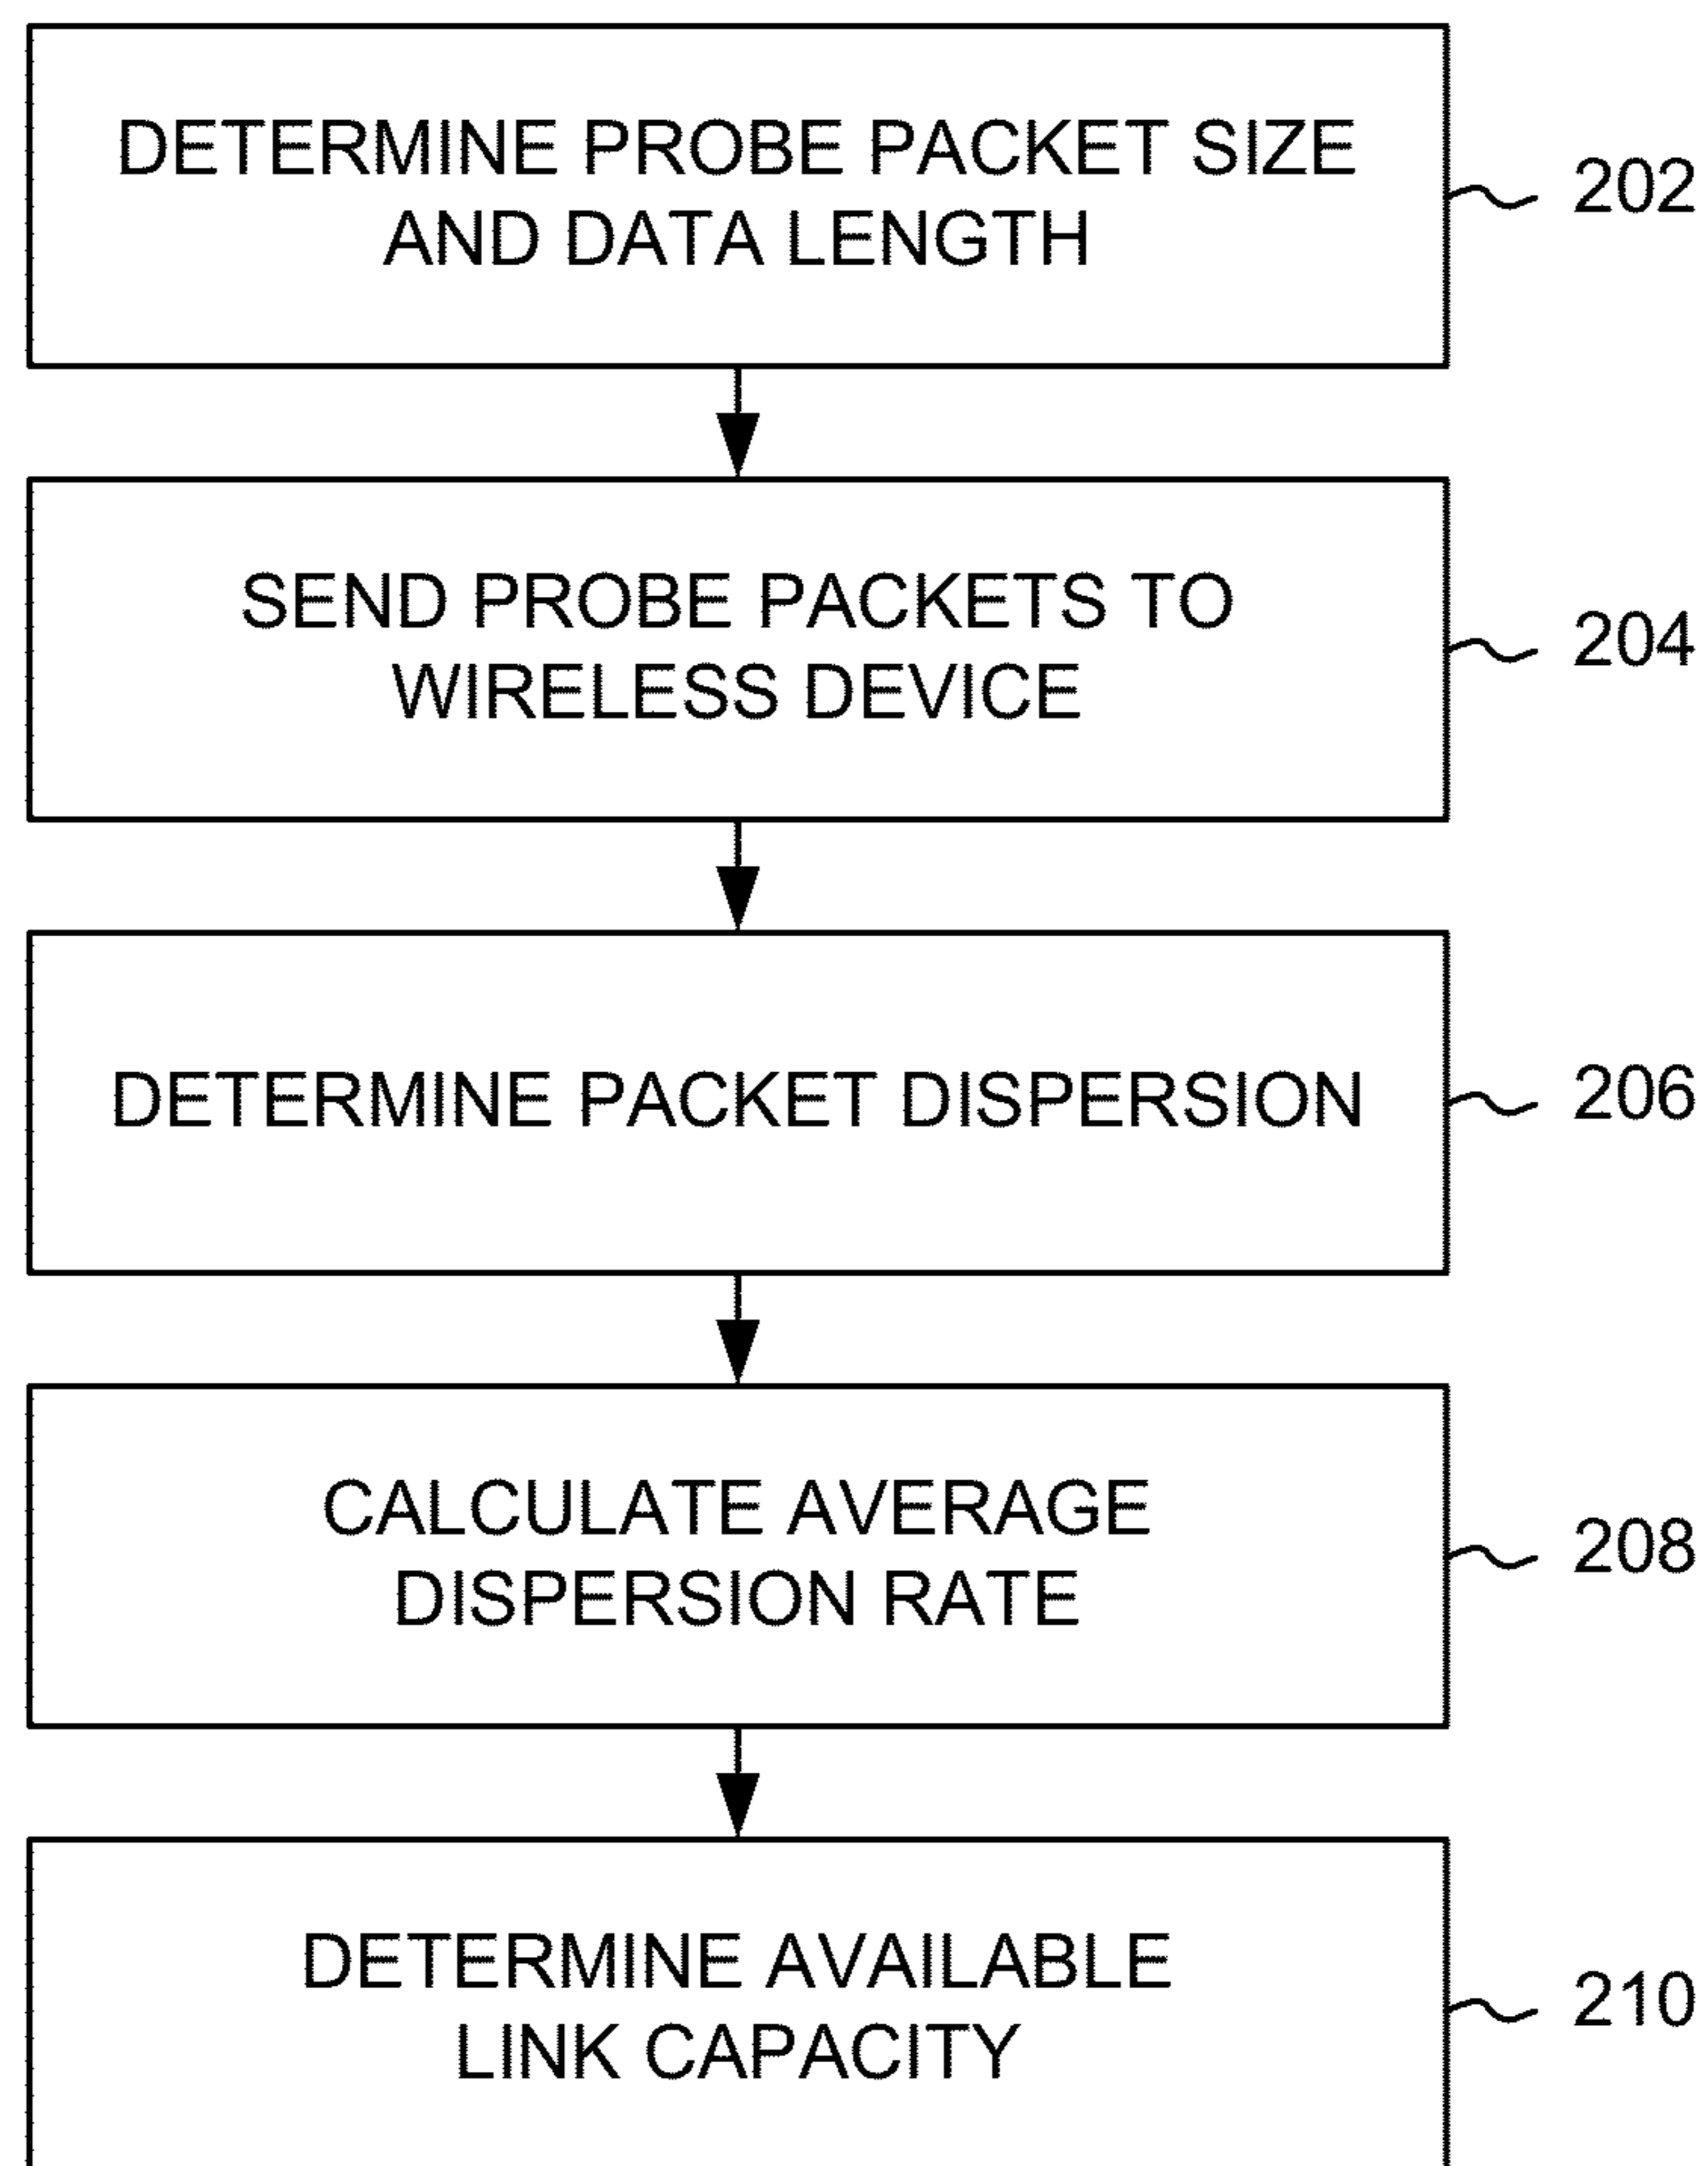 DETERMINE PROBE PACKET SIZE
AND DATA LENGTH
202
SEND PROBE PACKETS TO
WIRELESS DEVICE
204
DETERMINE PACKET DISPERSION
206
CALCULATE AVERAGE
DISPERSION RATE
208
DETERMINE AVAILABLE
LINK CAPACITY
210